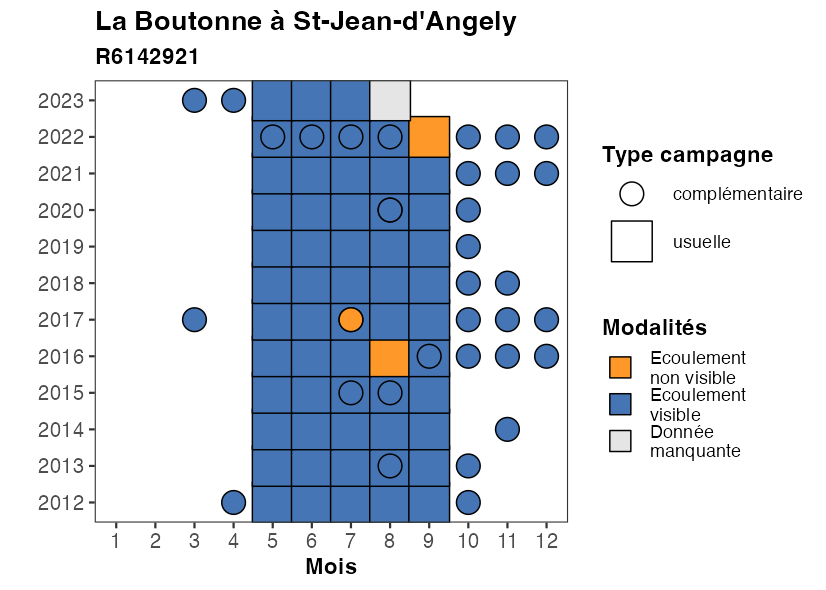 La Boutonne à St-Jean-d'Angely
R6142921
2023
2022
2021
2020
2019
2018
2017
2016
2015
2014
2013
2012
1 2 3 4 5 6 7 8 9 10 11 12
Mois
Type campagne
complémentaire
usuelle
Modalités
Ecoulement
non visible
Ecoulement
visible
Donnée
manquante